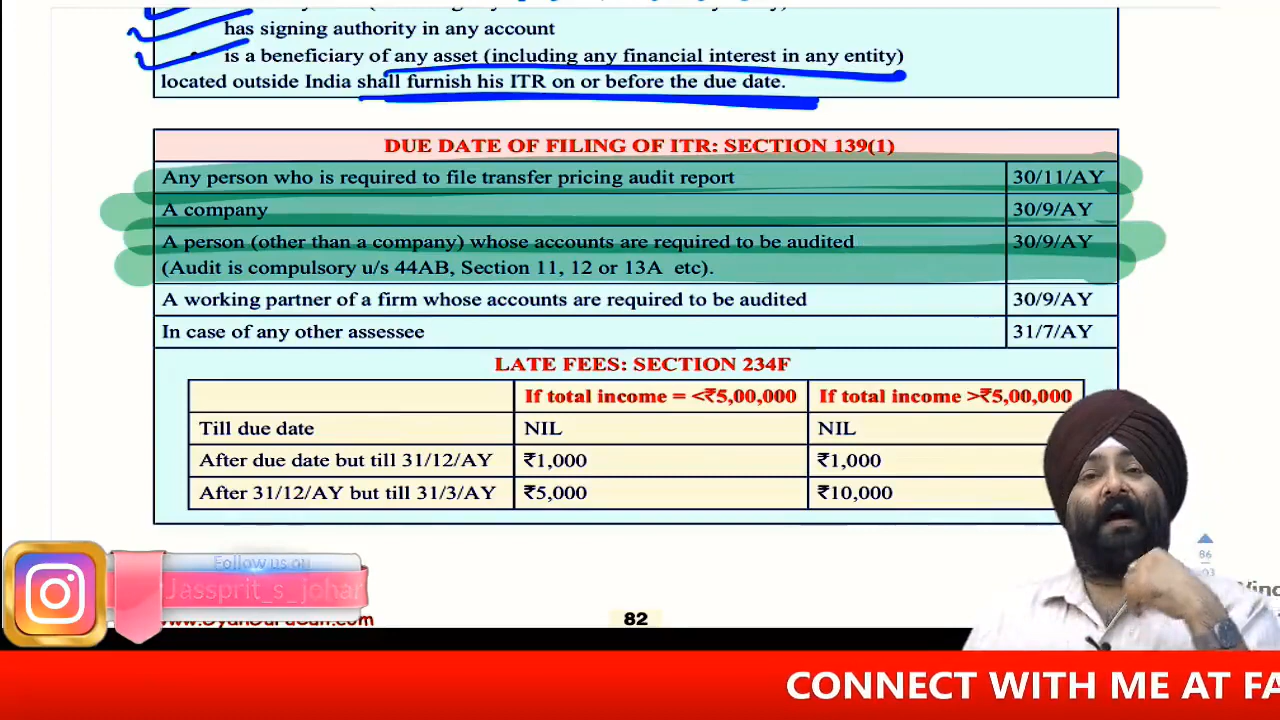 has signing authority in any account
• is a beneficiary of any asset (including any financial interest in any entity)
located outside India shall furnish his ITR on or before the due date.
DUE DATE OF FILING OF ITR: SECTION 139(1)
Any person who is required to file transfer pricing audit report 30/11/AY
A company 30/9/AY
A person (other than a company) whose accounts are required to be audited 30/9/AY
(Audit is compulsory u/s 44AB, Section 11, 12 or 13A etc).
A working partner of a firm whose accounts are required to be audited 30/9/AY
In case of any other assessee 31/7/AY
LATE FEES: SECTION 234F
If total income = <₹5,00,000 If total income >₹5,00,000
Till due date NIL NIL
After due date but till 31/12/AY ₹1,000 ₹1,000
After 31/12/AY but till 31/3/AY ₹5,000 ₹10,000
Follow us on
Jassprit_s_johar
82
86
CONNECT WITH ME AT FA